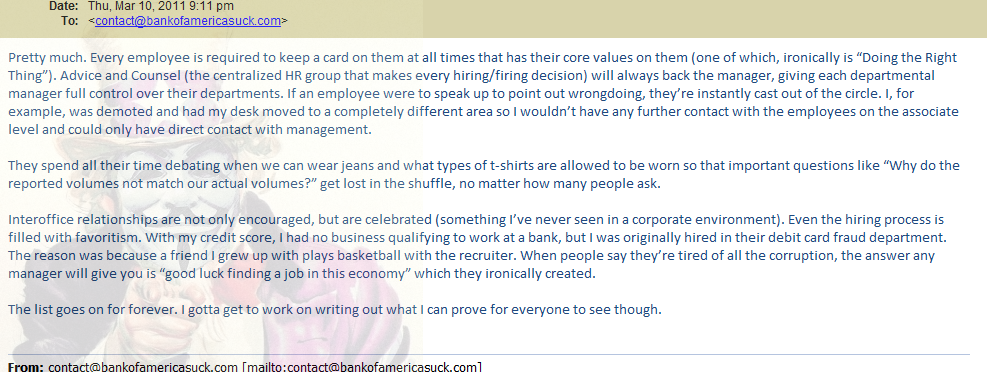 Date: Thu, Mar 10, 2011 9:11 pm
To: <contact@bankofamericasuck.com>
Pretty much. Every employee is required to keep a card on them at all times that has their core values on them (one of which, ironically is “Doing the Right
Thing”). Advice and Counsel (the centralized HR group that makes every hiring/firing decision) will always back the manager, giving each departmental
manager full control over their departments. If an employee were to speak up to point out wrongdoing, they’re instantly cast out of the circle. I, for
example, was demoted and had my desk moved to a completely different area so I wouldn’t have any further contact with the employees on the associate
level and could only have direct contact with management.
They spend all their time debating when we can wear jeans and what types of t-shirts are allowed to be worn so that important questions like “Why do the
reported volumes not match our actual volumes?” get lost in the shuffle, no matter how many people ask.
Interoffice relationships are not only encouraged, but are celebrated (something I’ve never seen in a corporate environment). Even the hiring process is
filled with favoritism. With my credit score, I had no business qualifying to work at a bank, but I was originally hired in their debit card fraud department.
The reason was because a friend I grew up with plays basketball with the recruiter. When people say they’re tired of all the corruption, the answer any
manager will give you is “good luck finding a job in this economy” which they ironically created.
The list goes on for forever. I gotta get to work on writing out what I can prove for everyone to see though.
From: contact@bankofamericasuck.com [mailto:contact@bankofamericasuck.com]